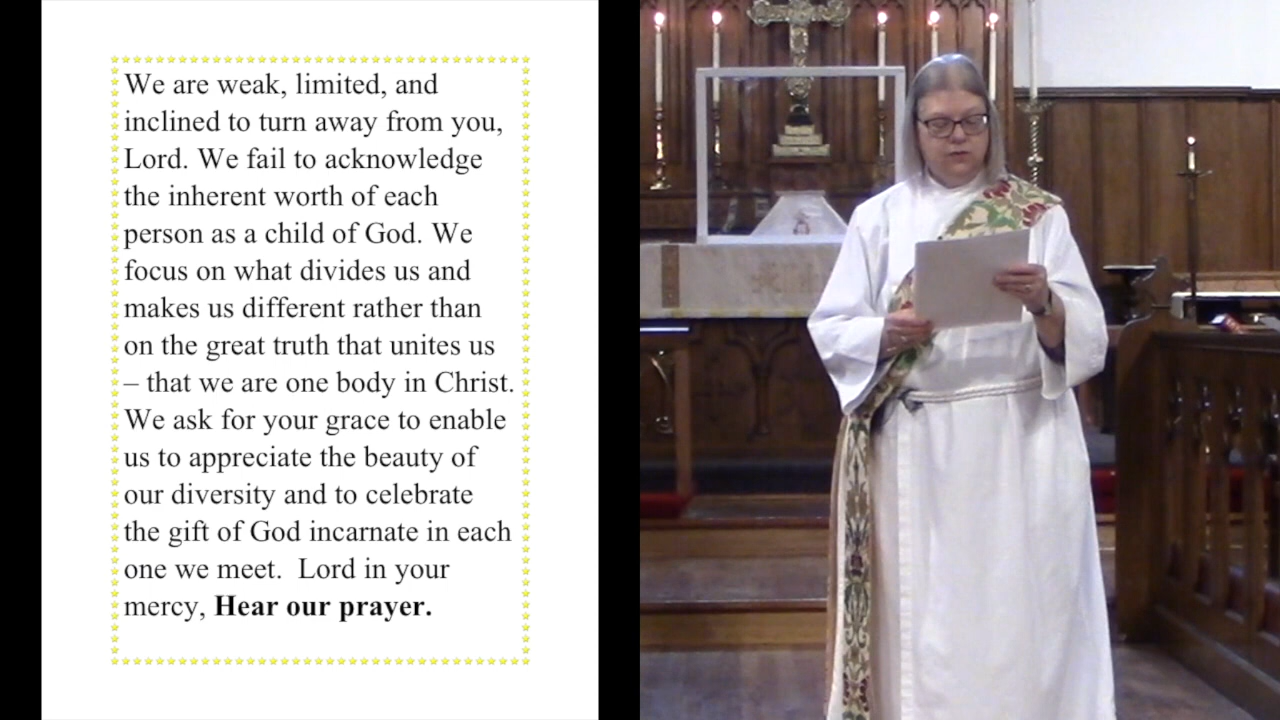 We are weak, limited, and
inclined to turn away from you,
Lord. We fail to acknowledge
the inherent worth of each
person as a child of God. We
focus on what divides us and
makes us different rather than
on the great truth that unites us
– that we are one body in Christ.
We ask for your grace to enable
us to appreciate the beauty of
our diversity and to celebrate
the gift of God incarnate in each
one we meet.  Lord in your
mercy, Hear our prayer.